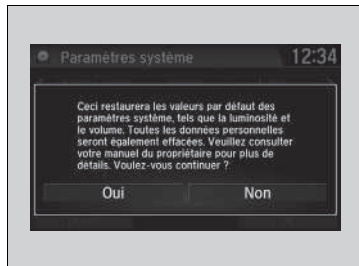 Paramètres système 12:34
Ceci restaurera les valeurs par défaut des
paramètres système, tels que la luminosité et
le volume. Toutes les données personnelles
seront également effacées. Veuillez consulter
votre manuel du propriétaire pour plus de
détails. Voulez-vous continuer ?
Oui Non